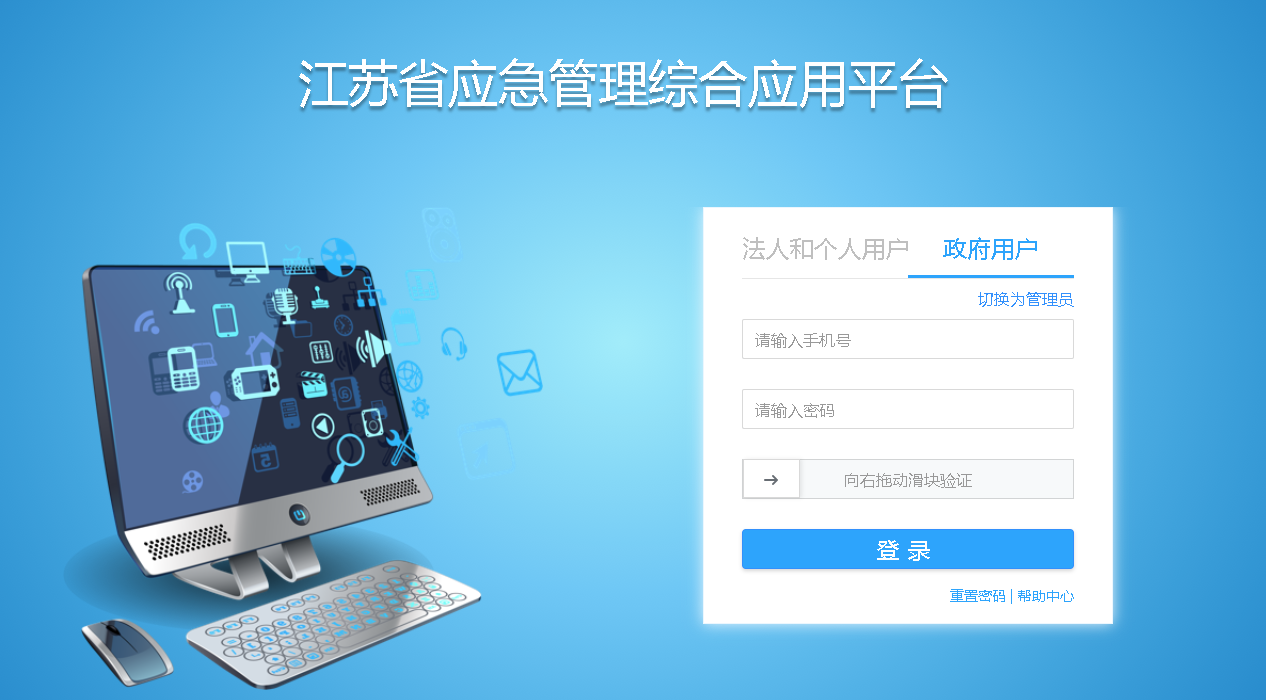 江苏省应急管理综合应用平台
法人和个人用户 政府用户
切换为管理员
请输入手机号
请输入密码
→ 向右拖动滑块验证
登 录
重置密码 | 帮助中心
5